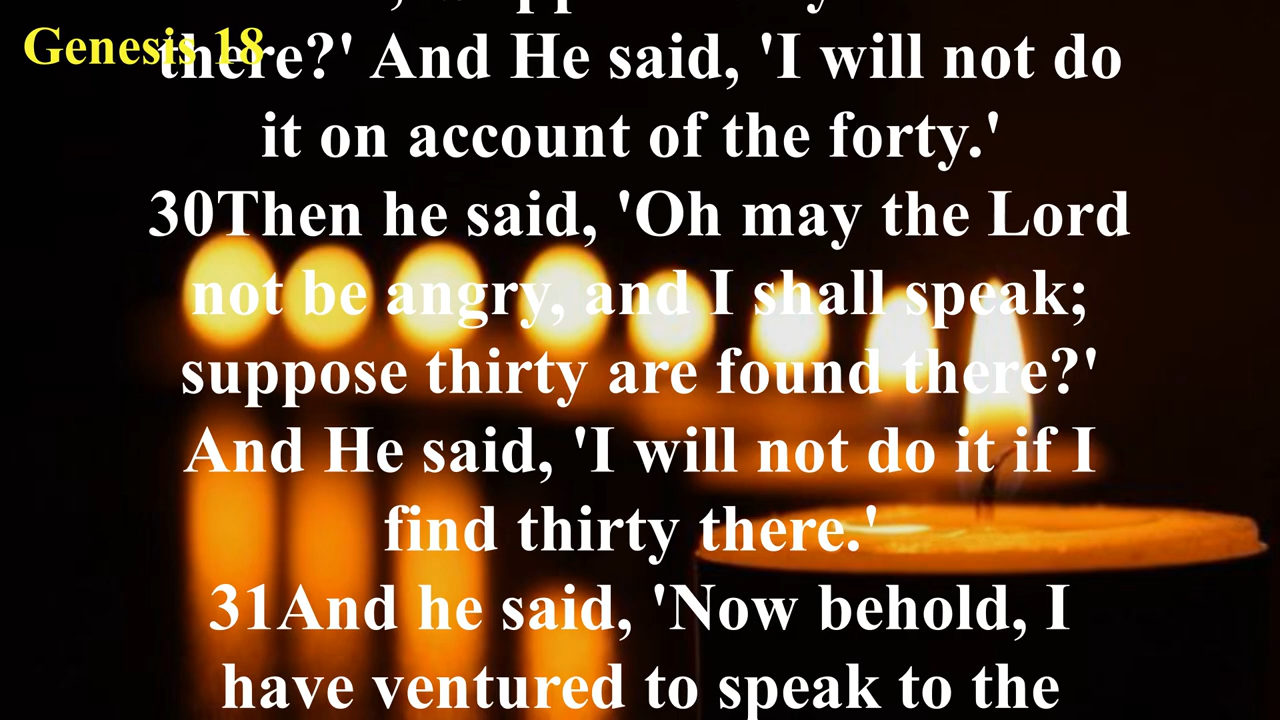 Genesis 18
there?' And He said, 'I will not do
it on account of the forty.'
30Then he said, 'Oh may the Lord
not be angry, and I shall speak;
suppose thirty are found there?'
And He said, 'I will not do it if I
find thirty there.'
31And he said, 'Now behold, I
have ventured to speak to the